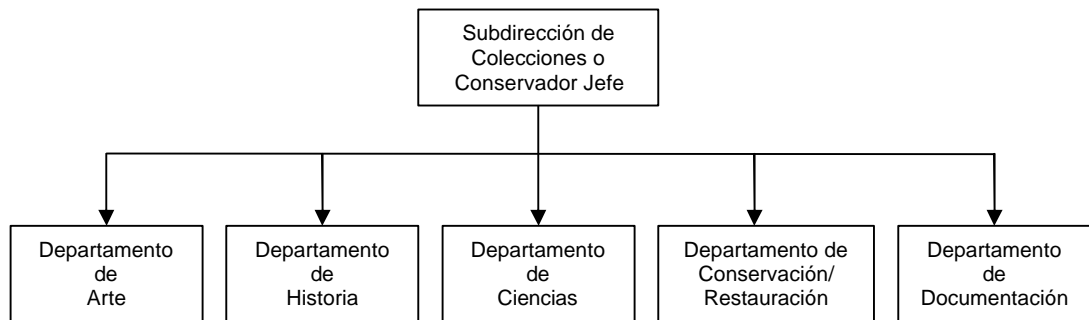 Subdirección de
Colecciones o
Conservador Jefe
Departamento
de
Arte
Departamento
de
Historia
Departamento
de
Ciencias
Departamento de
Conservación/
Restauración
Departamento
de
Documentación